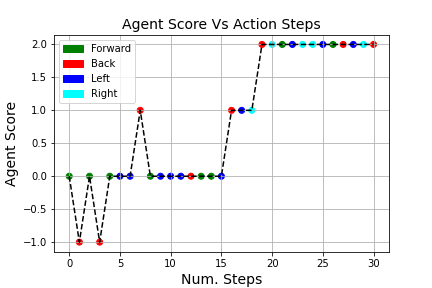 Agent Score Vs Action Steps
Forward
Back
Left
Right
2.0
1.5
1.0
0.5
0.0
−0.5
−1.0
Agent Score
0 5 10 15 20 25 30
Num. Steps